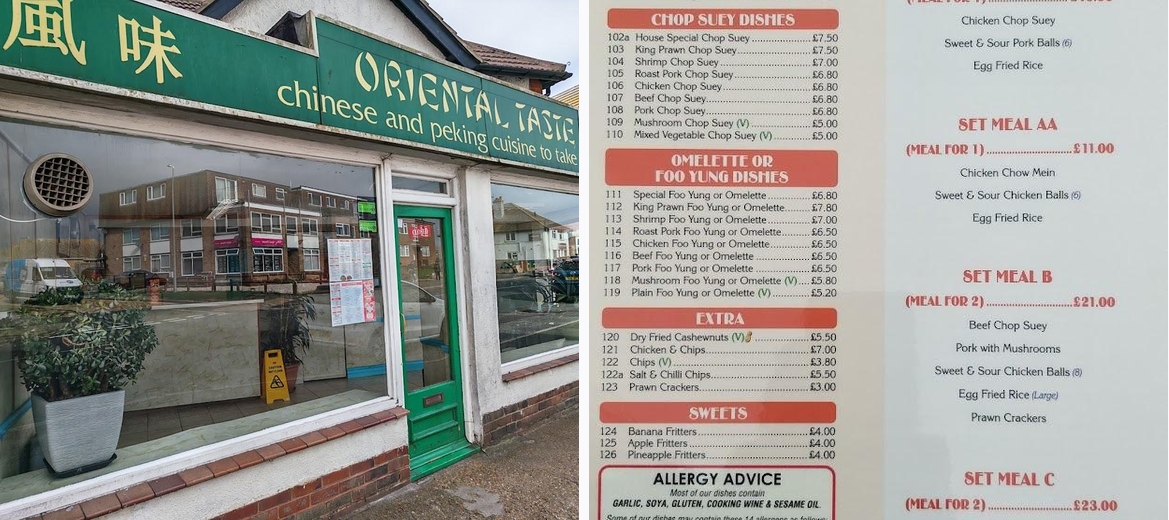 風味
ORIENTAL TASTE
chinese and peking cuisine to take
CHOP SUEY DISHES
102a House Special Chop Suey £7.50
103 King Prawn Chop Suey £7.50
104 Shrimp Chop Suey £7.00
105 Roast Pork Chop Suey £6.80
106 Chicken Chop Suey £6.80
107 Beef Chop Suey £6.80
108 Pork Chop Suey £6.80
109 Mushroom Chop Suey (V) £5.00
110 Mixed Vegetable Chop Suey (V) £5.00
OMELETTE OR
FOO YUNG DISHES
111 Special Foo Yung or Omelette £6.80
112 King Prawn Foo Yung or Omelette £7.80
113 Shrimp Foo Yung or Omelette £7.00
114 Roast Pork Foo Yung or Omelette £6.50
115 Chicken Foo Yung or Omelette £6.50
116 Beef Foo Yung or Omelette £6.50
117 Pork Foo Yung or Omelette £6.50
118 Mushroom Foo Yung or Omelette (V) £5.80
119 Plain Foo Yung or Omelette (V) £5.20
EXTRA
120 Dry Fried Cashewnuts (V) £5.50
121 Chicken & Chips £7.00
122 Chips (V) £3.80
122a Salt & Chilli Chips £5.50
123 Prawn Crackers £3.00
SWEETS
124 Banana Fritters £4.00
125 Apple Fritters £4.00
126 Pineapple Fritters £4.00
ALLERGY ADVICE
Most of our dishes contain
GARLIC, SOYA, GLUTEN, COOKING WINE & SESAME OIL.
Some of our dishes may contain these 14 allergens as follows:
Chicken Chop Suey
Sweet & Sour Pork Balls (6)
Egg Fried Rice
SET MEAL AA
(MEAL FOR 1) £11.00
Chicken Chow Mein
Sweet & Sour Chicken Balls (6)
Egg Fried Rice
SET MEAL B
(MEAL FOR 2) £21.00
Beef Chop Suey
Pork with Mushrooms
Sweet & Sour Chicken Balls (8)
Egg Fried Rice (Large)
Prawn Crackers
SET MEAL C
(MEAL FOR 2) £23.00